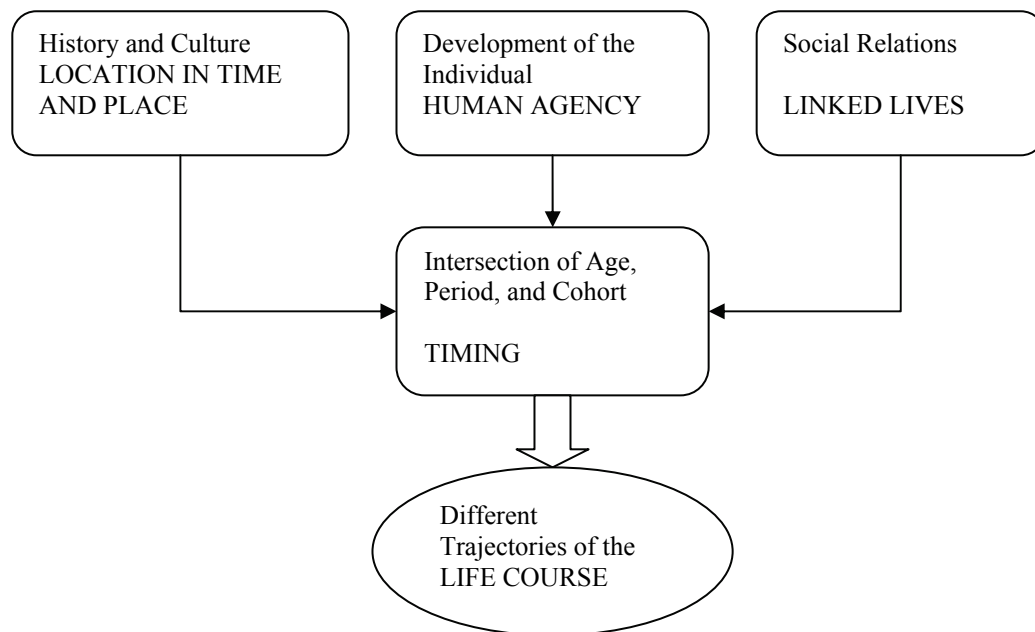 History and Culture
LOCATION IN TIME
AND PLACE
Development of the
Individual
HUMAN AGENCY
Social Relations
LINKED LIVES
Intersection of Age,
Period, and Cohort
TIMING
Different
Trajectories of the
LIFE COURSE